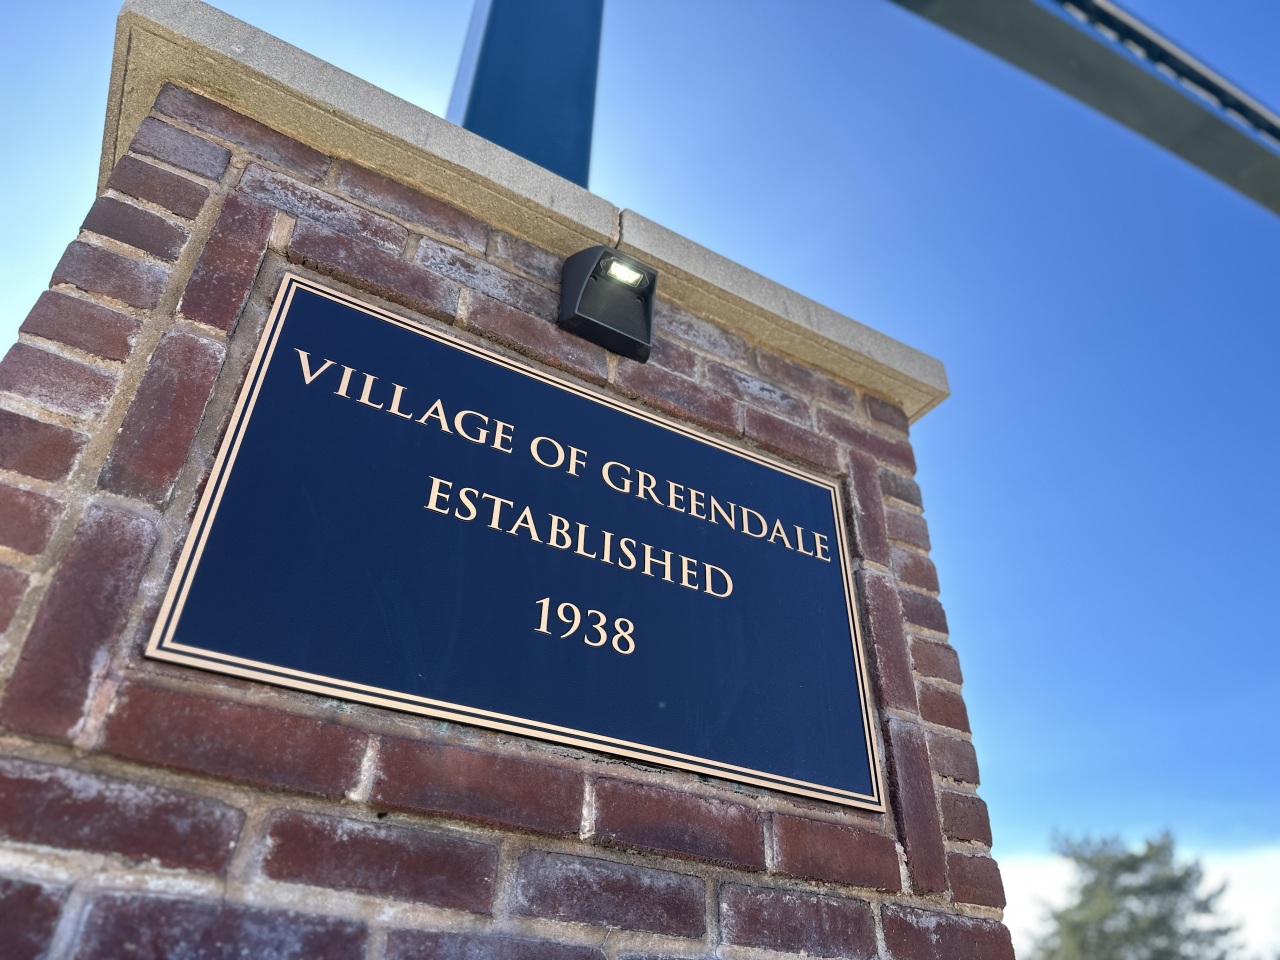 VILLAGE OF GREENDALE
ESTABLISHED
1938